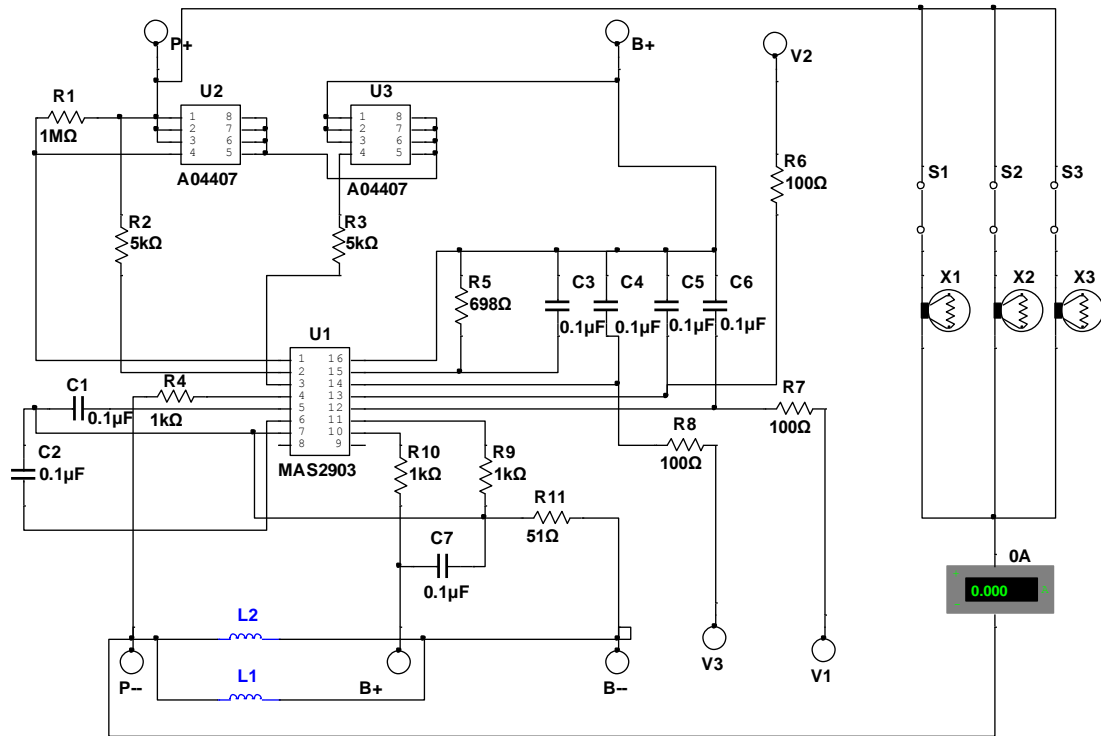 P+
B+
V2
R1
1MΩ
U2
1 8
2 7
3 6
4 5
A04407
U3
1 8
2 7
3 6
4 5
A04407
R6
100Ω
S1
S2
S3
R2
5kΩ
R3
5kΩ
R5
698Ω
C3
0.1µF
C4
0.1µF
C5
0.1µF
C6
0.1µF
X1
X2
X3
U1
1 16
2 15
3 14
4 13
5 12
6 11
7 10
8 9
MAS2903
C1
0.1µF
R4
1kΩ
R7
100Ω
C2
0.1µF
R8
100Ω
R10
1kΩ
R9
1kΩ
R11
51Ω
C7
0.1µF
0A
+
0.000 A
−
L2
L1
P--
B+
B--
V3
V1